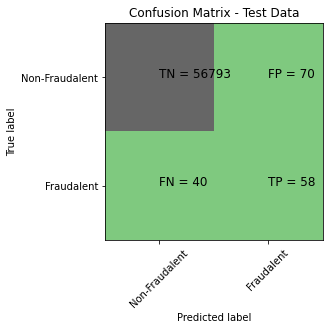 Confusion Matrix - Test Data
Non-Fraudalent
TN = 56793
FP = 70
True label
Fraudalent
FN = 40
TP = 58
Non-Fraudalent
Fraudalent
Predicted label